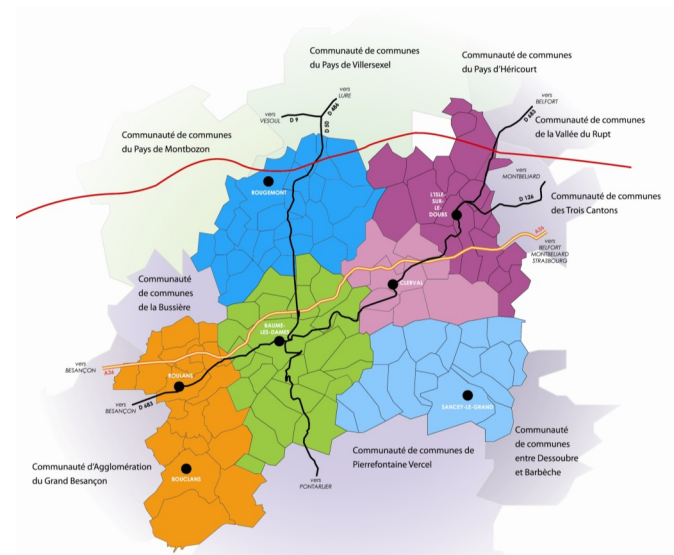 Communauté de communes
du Pays de Villersexel
Communauté de communes
du Pays d'Héricourt
vers
LURE
D 486
vers
VESOUL
D 9
D 50
vers
BELFORT
D 683
Communauté de communes
de la Vallée du Rupt
Communauté de communes
du Pays de Montbozon
vers
MONTBELIARD
D 126
ROUGEMONT
L'ISLE-
SUR-
LE-
DOUBS
Communauté de communes
des Trois Cantons
A36
vers
BELFORT
MONTBELIARD
STRASBOURG
Communauté
de communes
de la Bussière
CLERVAL
BAUME-
LES-DAMES
vers
BESANÇON
A36
ROULANS
vers
BESANÇON
D 683
SANCEY-LE-GRAND
Communauté
de communes
entre Dessoubre
et Barbèche
Communauté de communes de
Pierrefontaine Vercel
Communauté d'Agglomération
du Grand Besançon
BOUCLANS
vers
PONTARLIER